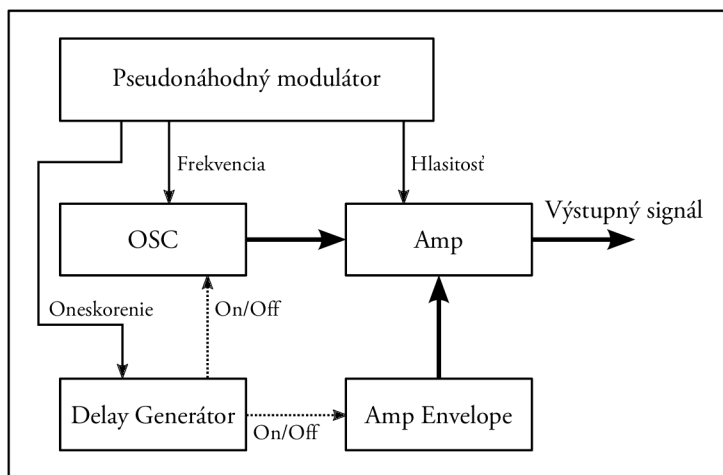 Pseudonáhodný modulátor
Frekvencia
Hlasitosť
Výstupný signál
OSC
Amp
Oneskorenie
On/Off
Delay Generátor
On/Off
Amp Envelope